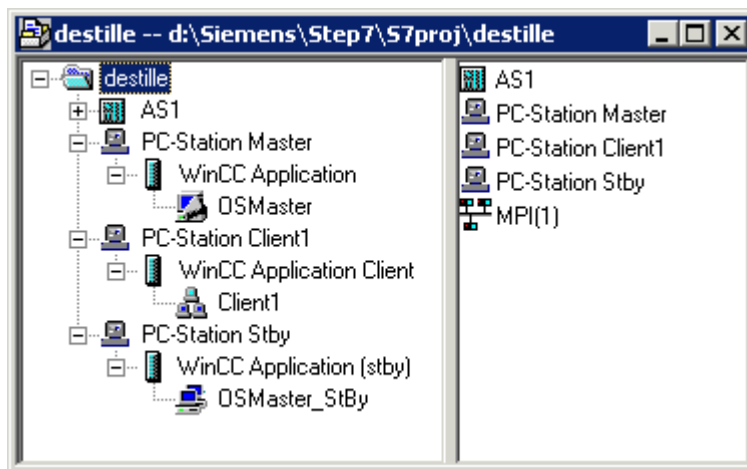 destille -- d:\Siemens\Step7\S7proj\destille
destille
AS1
PC-Station Master
WinCC Application
OSMaster
PC-Station Client1
WinCC Application Client
Client1
PC-Station Stby
WinCC Application (stby)
OSMaster_StBy
AS1
PC-Station Master
PC-Station Client1
PC-Station Stby
MPI(1)